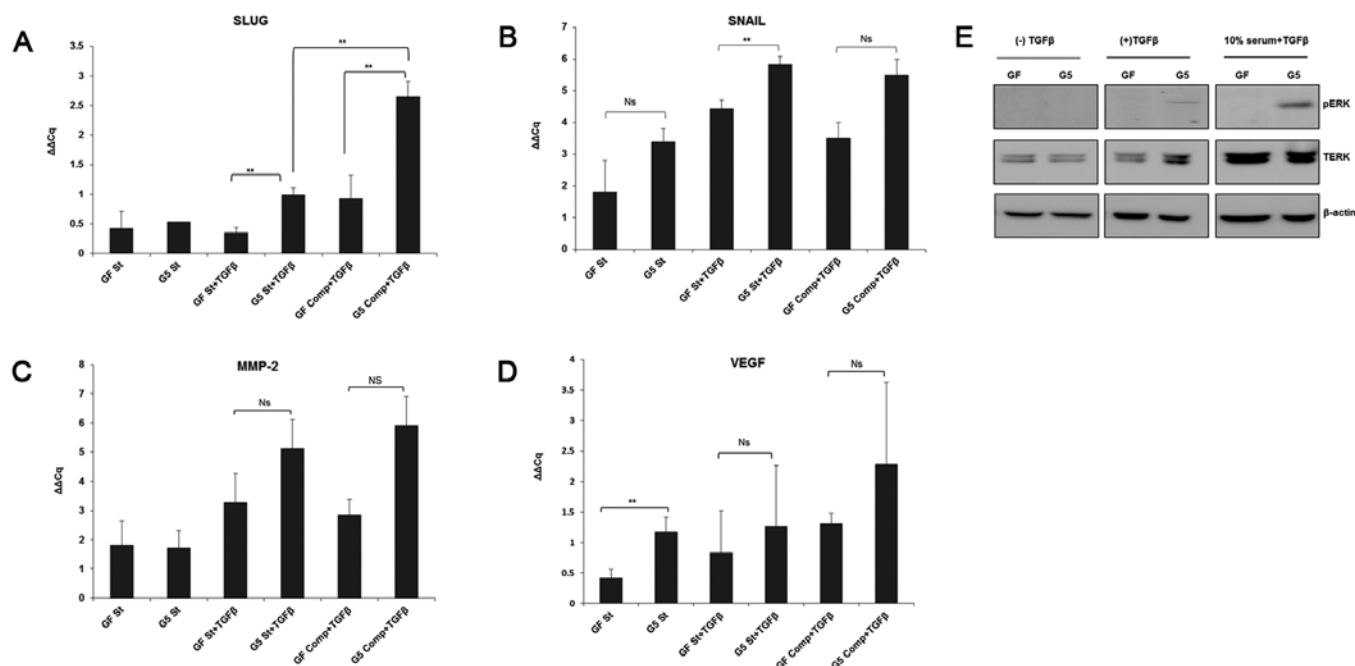 A
SLUG
**
**
**
ΔΔCq
3.5
3
2.5
2
1.5
1
0.5
0
GF St
G5 St
GF St+TGFβ
G5 St+TGFβ
GF Comp+TGFβ
G5 Comp+TGFβ
B
SNAIL
Ns
**
Ns
ΔΔCq
7
6
5
4
3
2
1
0
GF St
G5 St
GF St+TGFβ
G5 St+TGFβ
GF Comp+TGFβ
G5 Comp+TGFβ
E
(-) TGFβ
(+)TGFβ
10% serum+TGFβ
GF G5 GF G5 GF G5
pERK
TERK
β-actin
C
MMP-2
Ns
NS
ΔΔCq
8
7
6
5
4
3
2
1
0
GF St
G5 St
GF St+TGFβ
G5 St+TGFβ
GF Comp+TGFβ
G5 Comp+TGFβ
D
VEGF
**
Ns
Ns
ΔΔCq
4
3.5
3
2.5
2
1.5
1
0.5
0
GF St
G5 St
GF St+TGFβ
G5 St+TGFβ
GF Comp+TGFβ
G5 Comp+TGFβ